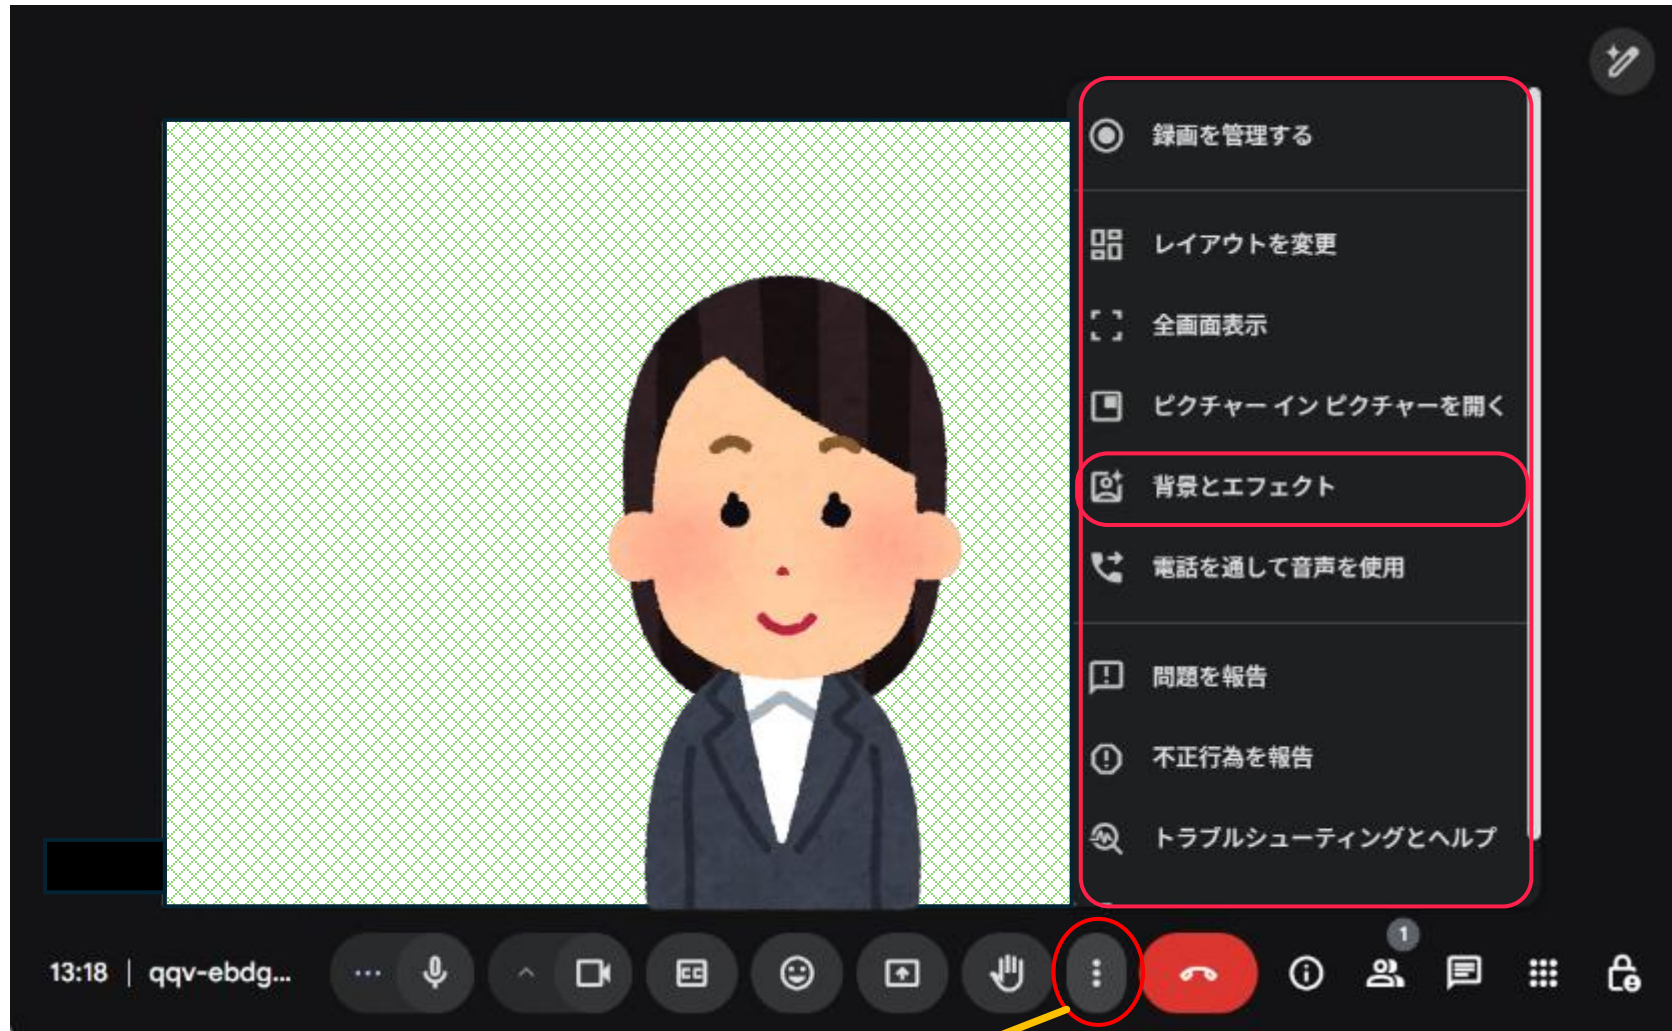 録画を管理する
レイアウトを変更
全画面表示
ピクチャー イン ピクチャーを開く
背景とエフェクト
電話を通して音声を使用
問題を報告
不正行為を報告
トラブルシューティングとヘルプ
1
13:18 | qqv-ebdg...
CC